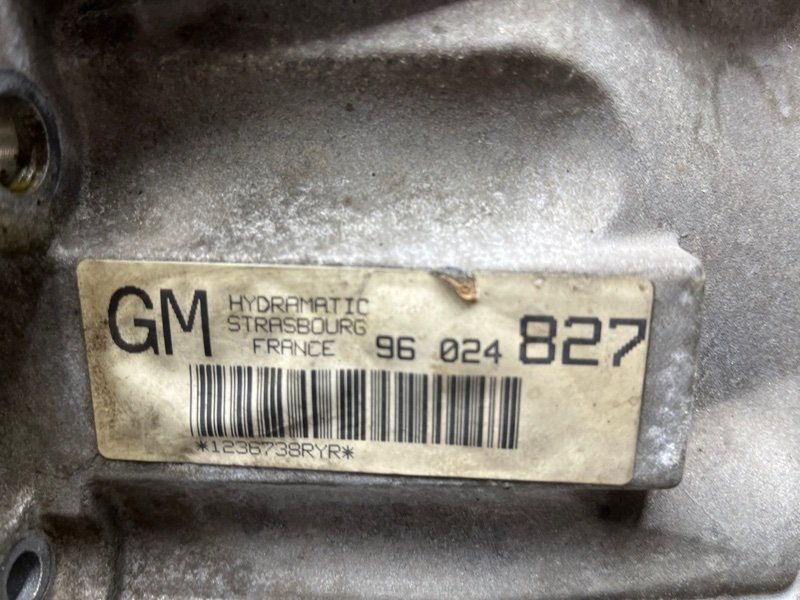 GM HYDRAMATIC
STRASBOURG
FRANCE 96 024 827
*1236738RYR*